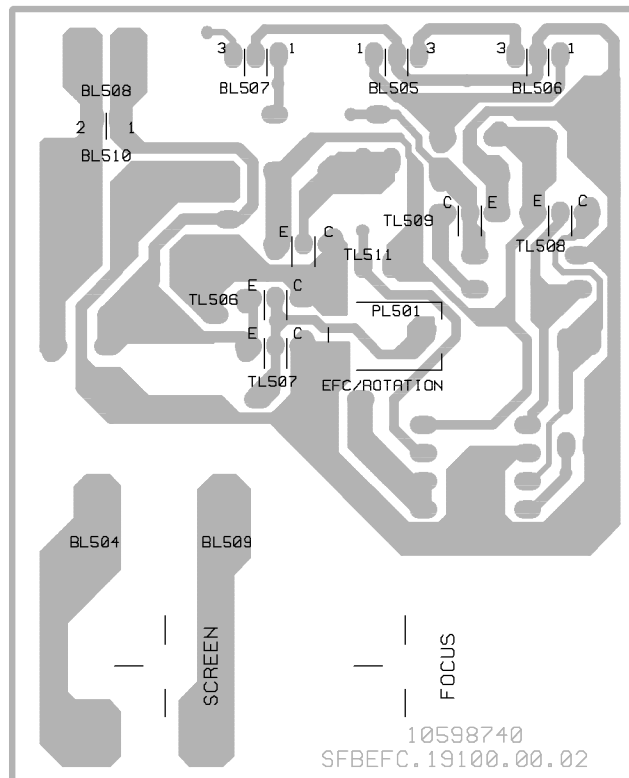 3 1 1 3 3 1
BL507 BL505 BL506
BL508
2 1
BL510
E C
E C
TL509
E C
TL508
TL511
TL506
E C
PL501
E C
TL507
EFC/ROTATION
BL504 BL509
SCREEN
FOCUS
10598740
SFBEFC.19100.00.02